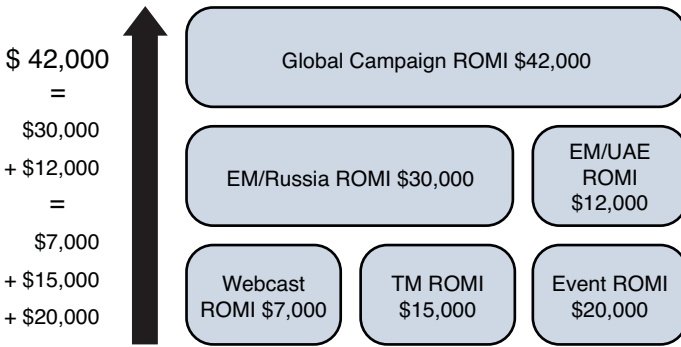 $ 42,000
=
$30,000
+ $12,000
=
$7,000
+ $15,000
+ $20,000
Global Campaign ROMI $42,000
EM/Russia ROMI $30,000
EM/UAE
ROMI
$12,000
Webcast
ROMI $7,000
TM ROMI
$15,000
Event ROMI
$20,000